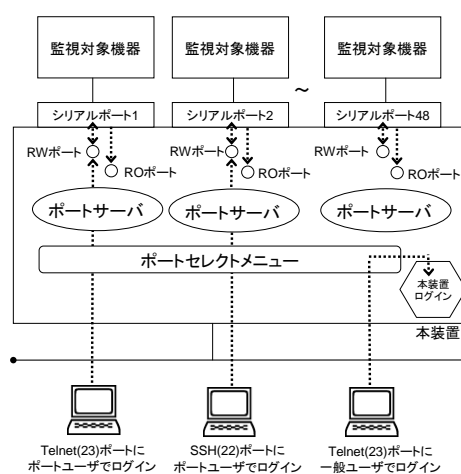 監視対象機器
監視対象機器
監視対象機器
～
シリアルポート1
シリアルポート2
シリアルポート48
RWポート
ROポート
RWポート
ROポート
RWポート
ROポート
ポートサーバ
ポートサーバ
ポートサーバ
ポートセレクトメニュー
本装置
ログイン
本装置
Telnet(23)ポートに
ポートユーザでログイン
SSH(22)ポートに
ポートユーザでログイン
Telnet(23)ポートに
一般ユーザでログイン